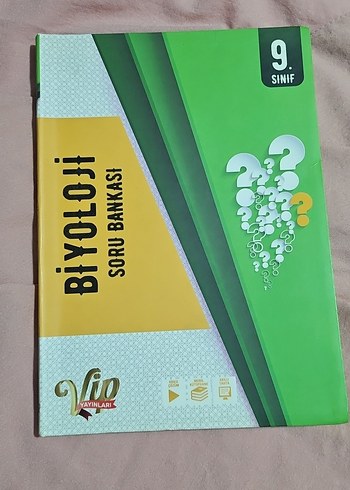 9.
SINIF
BİYOLOJİ
SORU BANKASI
Vip
YAYINLARI